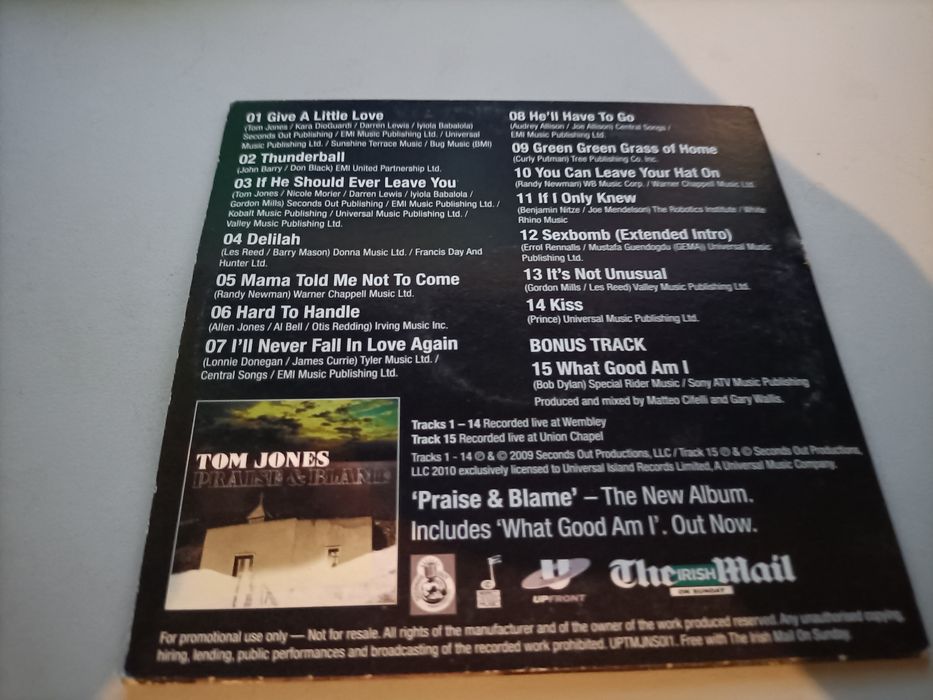 01 Give A Little Love
(Tom Jones / Kara DioGuardi / Darren Lewis / Iyiola Babalola)
Seconds Out Publishing / EMI Music Publishing Ltd. / Universal
Music Publishing Ltd. / Sunshine Terrace Music / Bug Music (BMI)
02 Thunderball
(John Barry / Don Black) EMI United Partnership Ltd.
03 If He Should Ever Leave You
(Tom Jones / Nicole Morier / Darren Lewis / Iyiola Babalola /
Gordon Mills) Seconds Out Publishing / EMI Music Publishing Ltd. /
Kobalt Music Publishing / Universal Music Publishing Ltd. /
Valley Music Publishing Ltd.
04 Delilah
(Les Reed / Barry Mason) Donna Music Ltd. / Francis Day And
Hunter Ltd.
05 Mama Told Me Not To Come
(Randy Newman) Warner Chappell Music Ltd.
06 Hard To Handle
(Allen Jones / Al Bell / Otis Redding) Irving Music Inc.
07 I'll Never Fall In Love Again
(Lonnie Donegan / James Currie) Tyler Music Ltd. /
Central Songs / EMI Music Publishing Ltd.
08 He'll Have To Go
(Audrey Allison / Joe Allison) Central Songs /
EMI Music Publishing Ltd.
09 Green Green Grass of Home
(Curly Putman) Tree Publishing Co. Inc.
10 You Can Leave Your Hat On
(Randy Newman) WB Music Corp. / Warner Chappell Music Ltd.
11 If I Only Knew
(Benjamin Nitze / Joe Mendelson) The Robotics Institute / White
Rhino Music
12 Sexbomb (Extended Intro)
(Errol Rennalls / Mustafa Guendogdu (GEMA)) Universal Music
Publishing Ltd.
13 It's Not Unusual
(Gordon Mills / Les Reed) Valley Music Publishing Ltd.
14 Kiss
(Prince) Universal Music Publishing Ltd.
BONUS TRACK
15 What Good Am I
(Bob Dylan) Special Rider Music / Sony ATV Music Publishing
Produced and mixed by Matteo Cifelli and Gary Wallis.
TOM JONES
PRAISE & BLAME
Tracks 1 – 14 Recorded live at Wembley
Track 15 Recorded live at Union Chapel
Tracks 1 - 14 ℗ & © 2009 Seconds Out Productions, LLC / Track 15 ℗ & © Seconds Out Productions,
LLC 2010 exclusively licensed to Universal Island Records Limited, A Universal Music Company.
'Praise & Blame' – The New Album.
Includes 'What Good Am I'. Out Now.
UPFRONT
The IRISH Mail
ON SUNDAY
For promotional use only — Not for resale. All rights of the manufacturer and of the owner of the work produced reserved. Any unauthorised copying,
hiring, lending, public performances and broadcasting of the recorded work prohibited. UPTMJNS011. Free with The Irish Mail On Sunday.